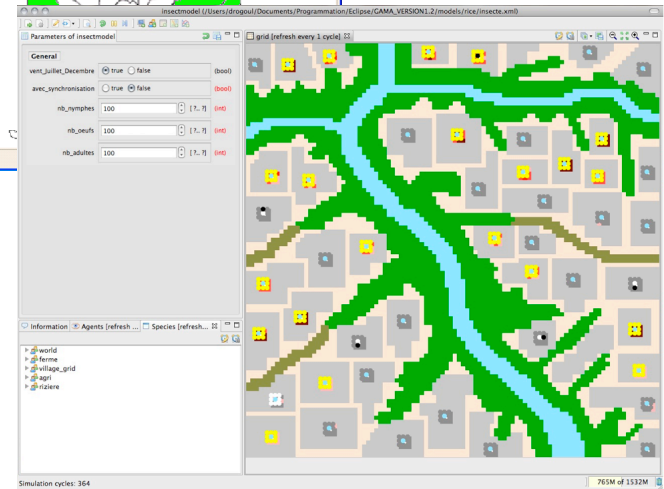 insectmodel (/Users/drogoul/Documents/Programmation/Eclipse/GAMA_VERSION1.2/models/rice/insecte.xml)
Parameters of insectmodel
grid [refresh every 1 cycle]
General
vent_Juillet_Decembre true false (bool)
avec_synchronisation true false (bool)
nb_nymphes 100 [ ?.. ?] (int)
nb_oeufs 100 [ ?.. ?] (int)
nb_adultes 100 [ ?.. ?] (int)
Information Agents [refresh ... Species [refresh...
world
ferme
village_grid
agri
riziere
Simulation cycles: 364
765M of 1532M